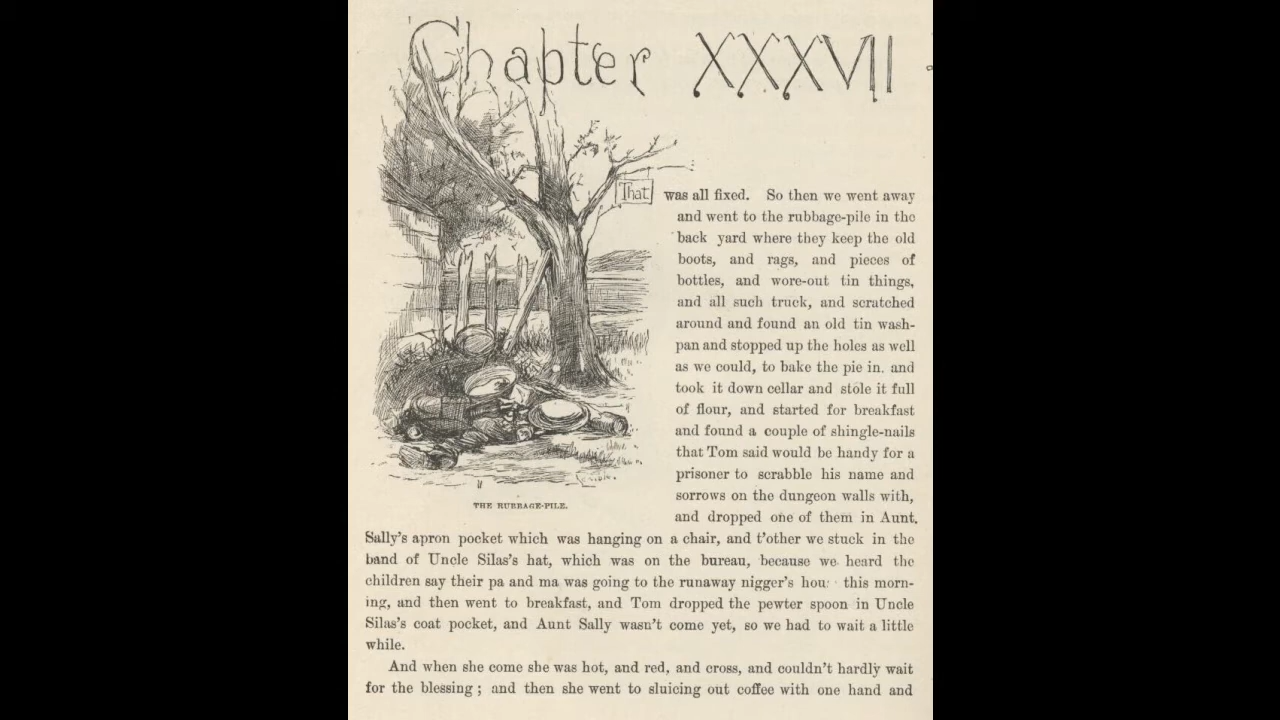 Chapter XXXVII.
That was all fixed. So then we went away
and went to the rubbage-pile in the
back yard where they keep the old
boots, and rags, and pieces of
bottles, and wore-out tin things,
and all such truck, and scratched
around and found an old tin wash-
pan and stopped up the holes as well
as we could, to bake the pie in. and
took it down cellar and stole it full
of flour, and started for breakfast
and found a couple of shingle-nails
that Tom said would be handy for a
prisoner to scrabble his name and
sorrows on the dungeon walls with,
and dropped one of them in Aunt.
THE RUBBAGE-PILE.
Sally's apron pocket which was hanging on a chair, and t'other we stuck in the
band of Uncle Silas's hat, which was on the bureau, because we heard the
children say their pa and ma was going to the runaway nigger's this morn-
ing, and then went to breakfast, and Tom dropped the pewter spoon in Uncle
Silas's coat pocket, and Aunt Sally wasn't come yet, so we had to wait a little
while.
And when she come she was hot, and red, and cross, and couldn't hardly wait
for the blessing ; and then she went to sluicing out coffee with one hand and